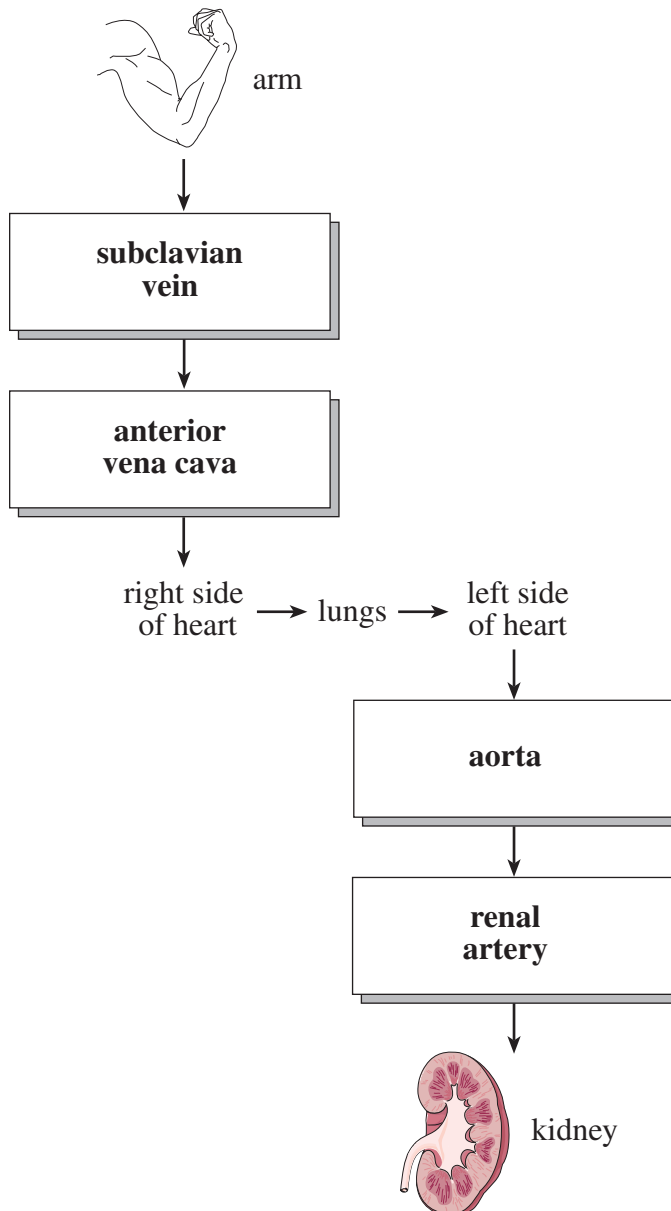 arm
subclavian
vein
anterior
vena cava
right side
of heart
lungs
left side
of heart
aorta
renal
artery
kidney